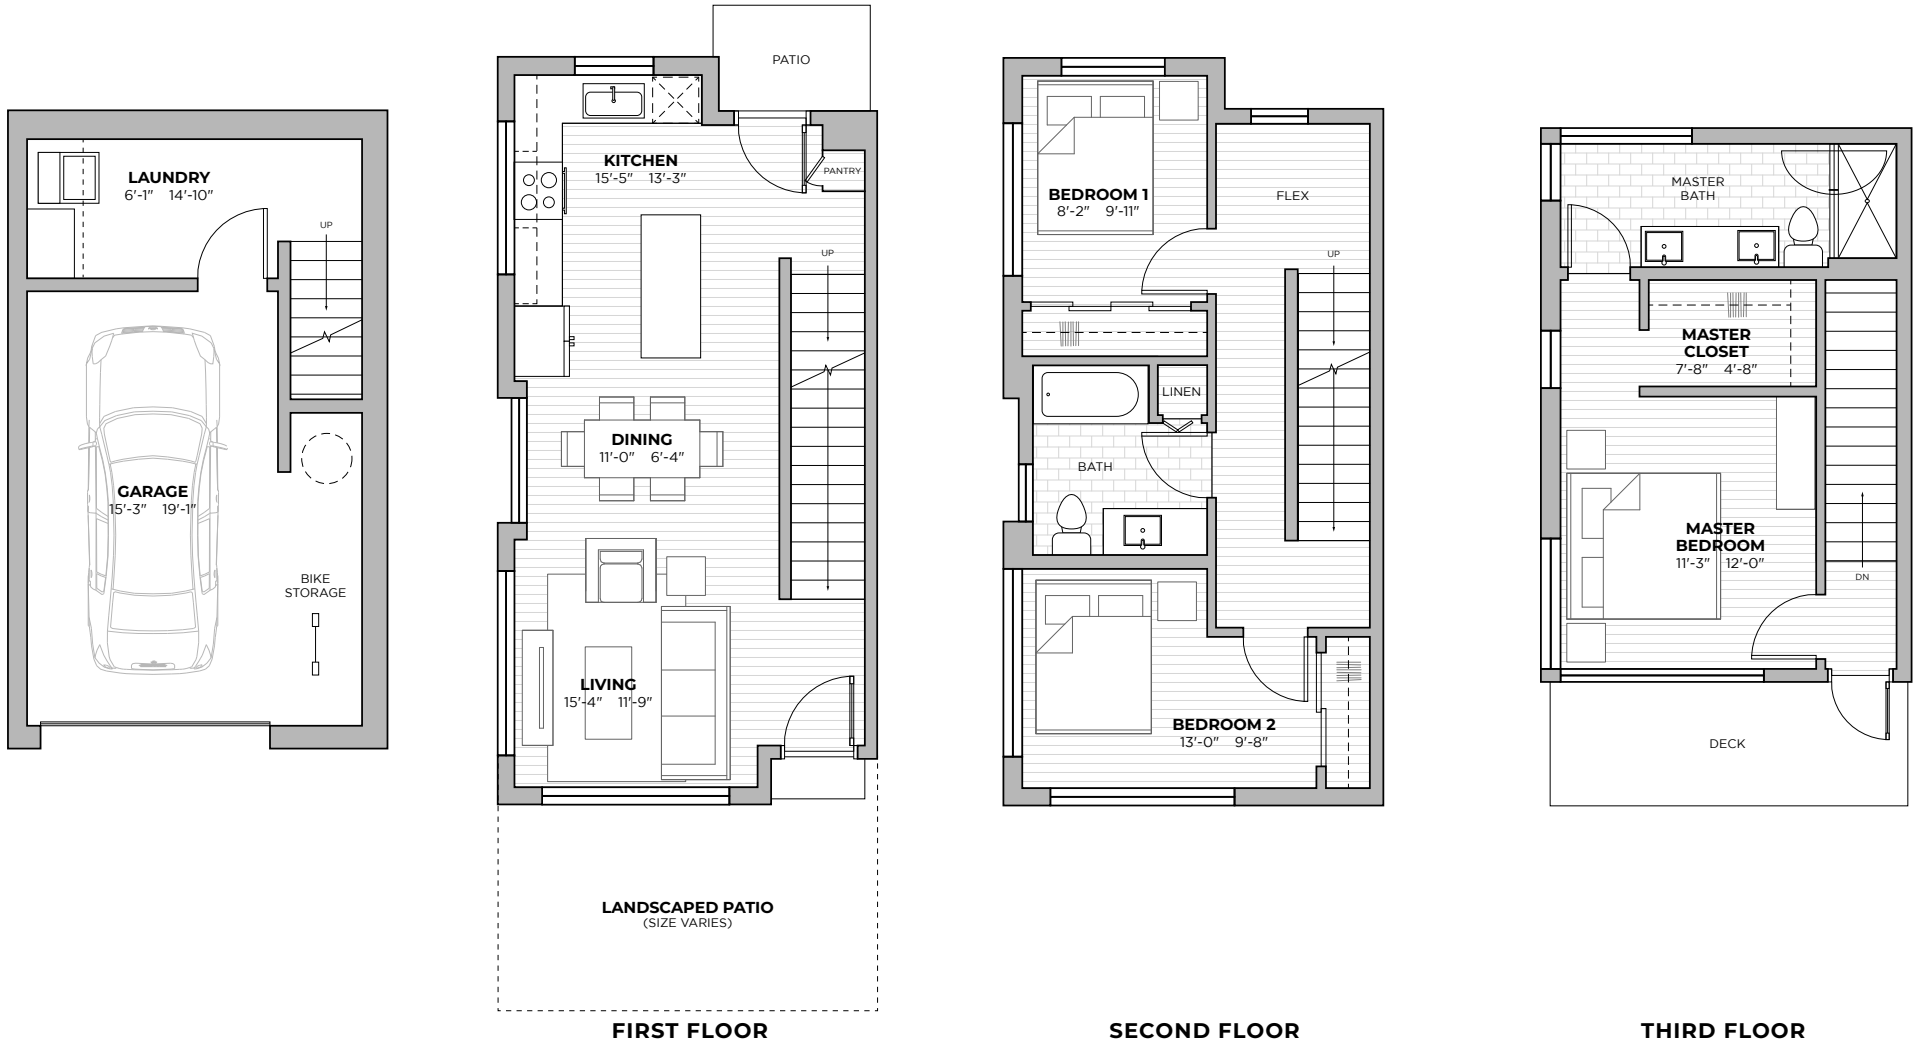 LAUNDRY
6'-1" 14'-10"
UP
GARAGE
15'-3" 19'-1"
BIKE
STORAGE
PATIO
KITCHEN
15'-5" 13'-3"
PANTRY
UP
DINING
11'-0" 6'-4"
LIVING
15'-4" 11'-9"
LANDSCAPED PATIO
(SIZE VARIES)
FIRST FLOOR
BEDROOM 1
8'-2" 9'-11"
FLEX
UP
LINEN
BATH
BEDROOM 2
13'-0" 9'-8"
SECOND FLOOR
MASTER
BATH
MASTER
CLOSET
7'-8" 4'-8"
MASTER
BEDROOM
11'-3" 12'-0"
DN
DECK
THIRD FLOOR